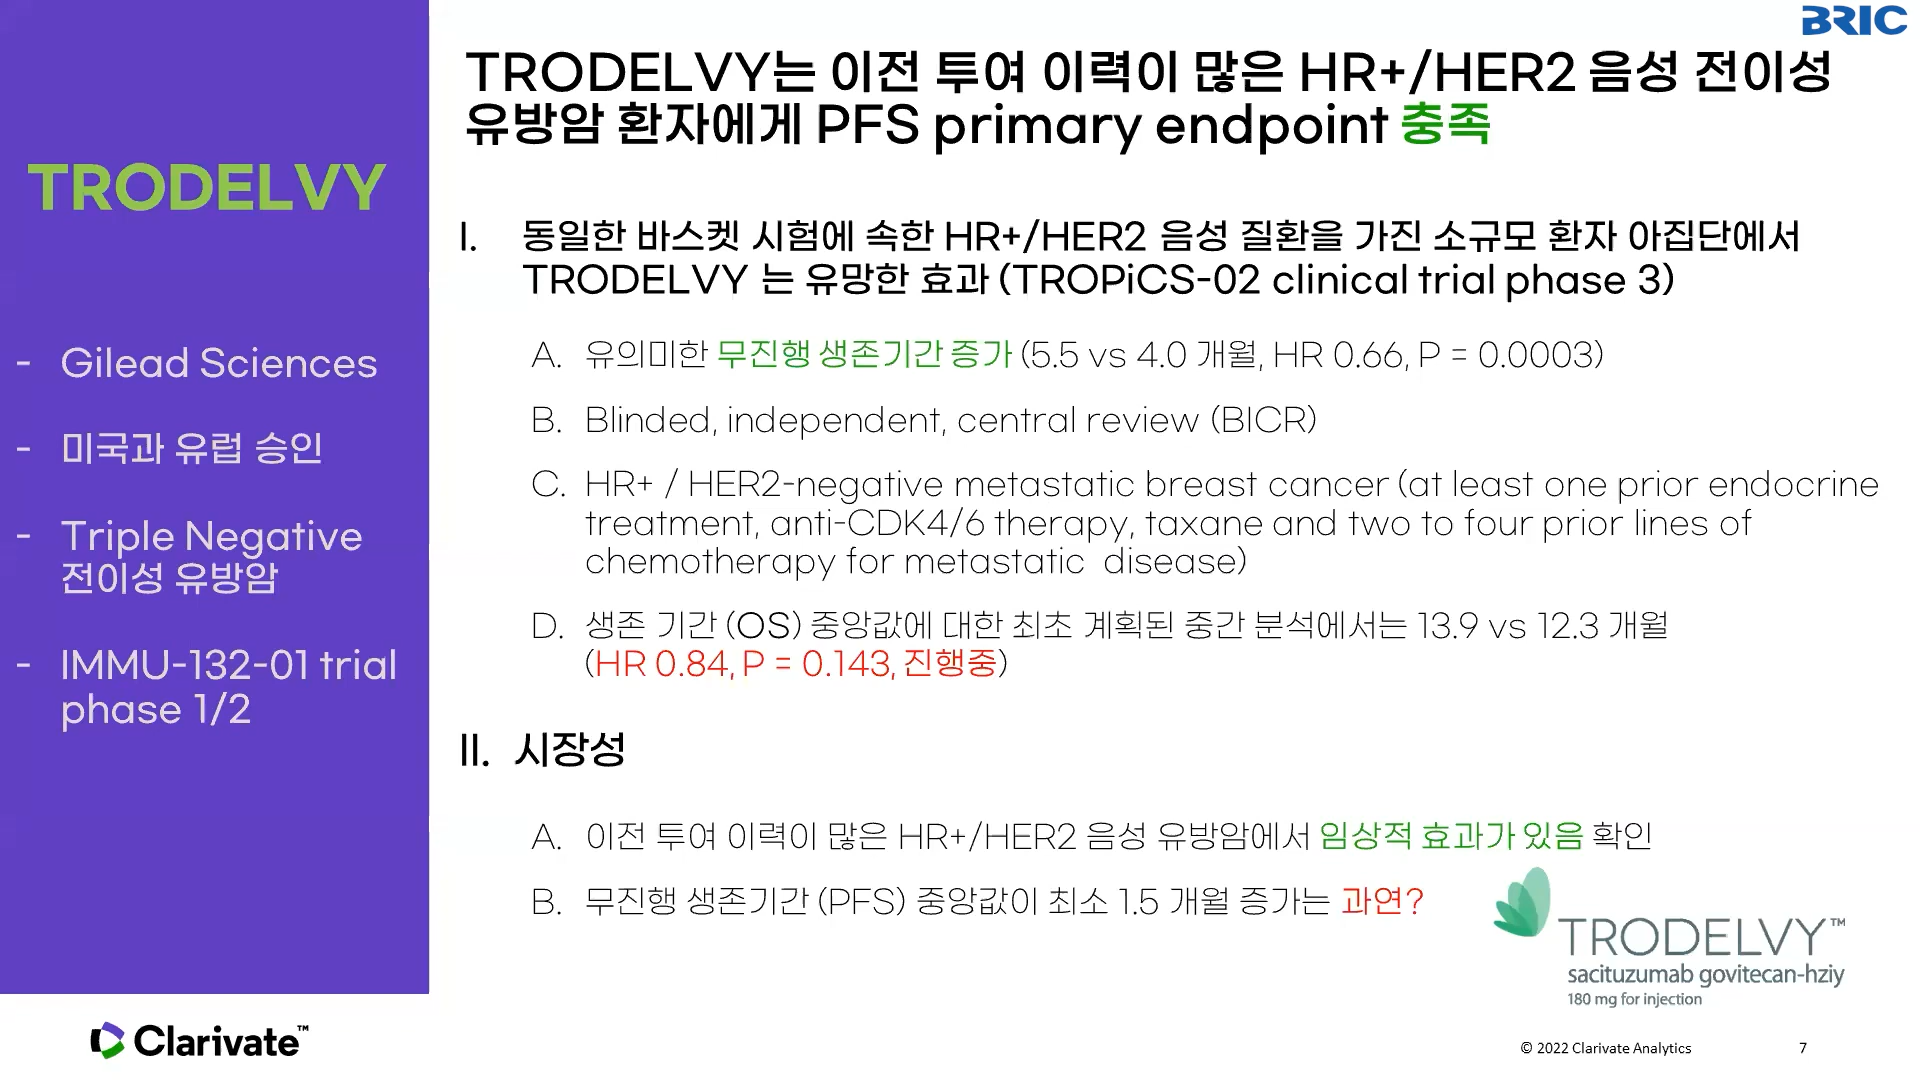 BRIC
TRODELVY는 이전 투여 이력이 많은 HR+/HER2 음성 전이성
유방암 환자에게 PFS primary endpoint 충족
TRODELVY
- Gilead Sciences
- 미국과 유럽 승인
- Triple Negative
전이성 유방암
- IMMU-132-01 trial
phase 1/2
I. 동일한 바스켓 시험에 속한 HR+/HER2 음성 질환을 가진 소규모 환자 아집단에서
TRODELVY 는 유망한 효과 (TROPiCS-02 clinical trial phase 3)
A. 유의미한 무진행 생존기간 증가 (5.5 vs 4.0 개월, HR 0.66, P = 0.0003)
B. Blinded, independent, central review (BICR)
C. HR+ / HER2-negative metastatic breast cancer (at least one prior endocrine
treatment, anti-CDK4/6 therapy, taxane and two to four prior lines of
chemotherapy for metastatic disease)
D. 생존 기간 (OS) 중앙값에 대한 최초 계획된 중간 분석에서는 13.9 vs 12.3 개월
(HR 0.84, P = 0.143, 진행중)
II. 시장성
A. 이전 투여 이력이 많은 HR+/HER2 음성 유방암에서 임상적 효과가 있음 확인
B. 무진행 생존기간 (PFS) 중앙값이 최소 1.5 개월 증가는 과연?
TRODELVY™
sacituzumab govitecan-hziy
180 mg for injection
Clarivate™
© 2022 Clarivate Analytics
7